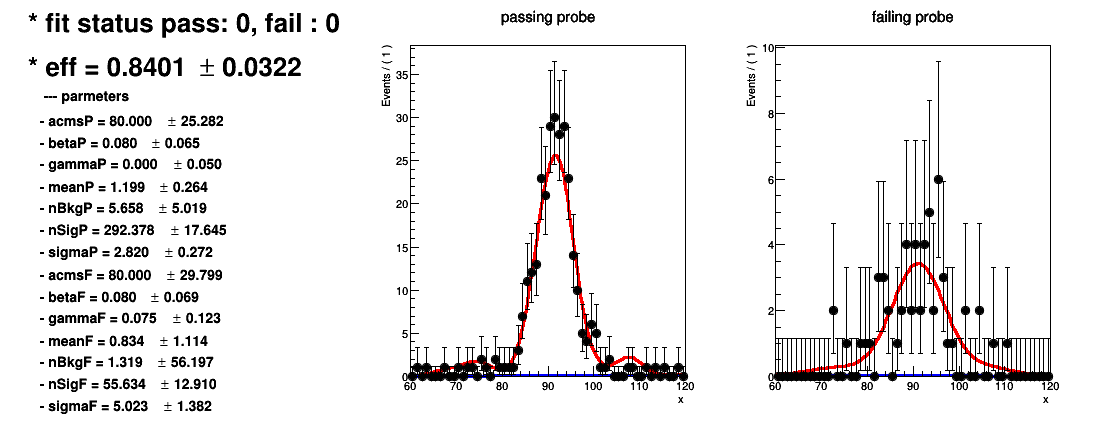 * fit status pass: 0, fail : 0
* eff = 0.8401 ± 0.0322
--- parmeters
- acmsP = 80.000 ± 25.282
- betaP = 0.080 ± 0.065
- gammaP = 0.000 ± 0.050
- meanP = 1.199 ± 0.264
- nBkgP = 5.658 ± 5.019
- nSigP = 292.378 ± 17.645
- sigmaP = 2.820 ± 0.272
- acmsF = 80.000 ± 29.799
- betaF = 0.080 ± 0.069
- gammaF = 0.075 ± 0.123
- meanF = 0.834 ± 1.114
- nBkgF = 1.319 ± 56.197
- nSigF = 55.634 ± 12.910
- sigmaF = 5.023 ± 1.382
passing probe
Events / ( 1 )
35
30
25
20
15
10
5
0
60 70 80 90 100 110 120
x
failing probe
Events / ( 1 )
10
8
6
4
2
0
60 70 80 90 100 110 120
x